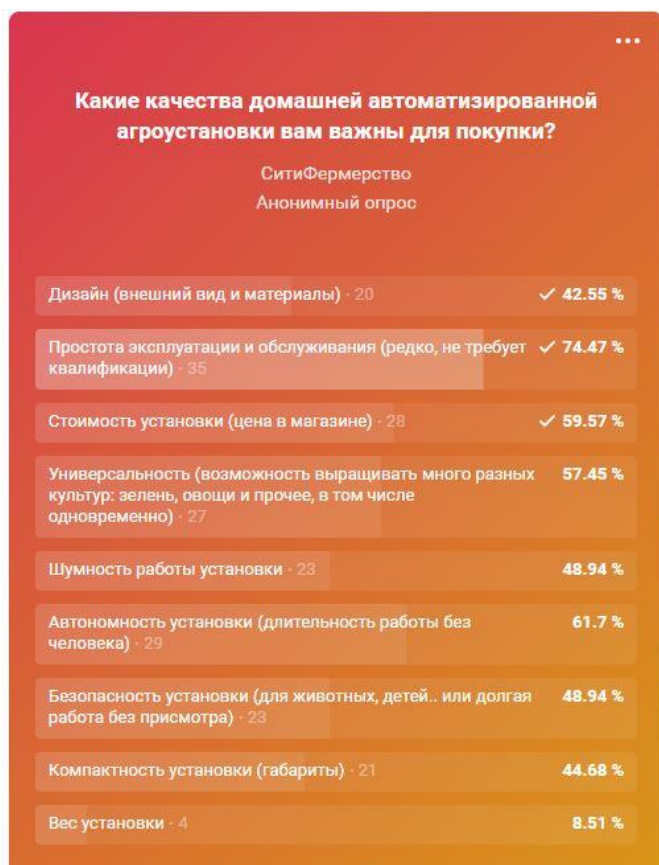 Какие качества домашней автоматизированной
агроустановки вам важны для покупки?
СитиФермерство
Анонимный опрос
Дизайн (внешний вид и материалы) · 20 ✓ 42.55 %
Простота эксплуатации и обслуживания (редко, не требует ✓ 74.47 %
квалификации) · 35
Стоимость установки (цена в магазине) · 28 ✓ 59.57 %
Универсальность (возможность выращивать много разных 57.45 %
культур: зелень, овощи и прочее, в том числе
одновременно) · 27
Шумность работы установки · 23 48.94 %
Автономность установки (длительность работы без 61.7 %
человека) · 29
Безопасность установки (для животных, детей.. или долгая 48.94 %
работа без присмотра) · 23
Компактность установки (габариты) · 21 44.68 %
Вес установки · 4 8.51 %